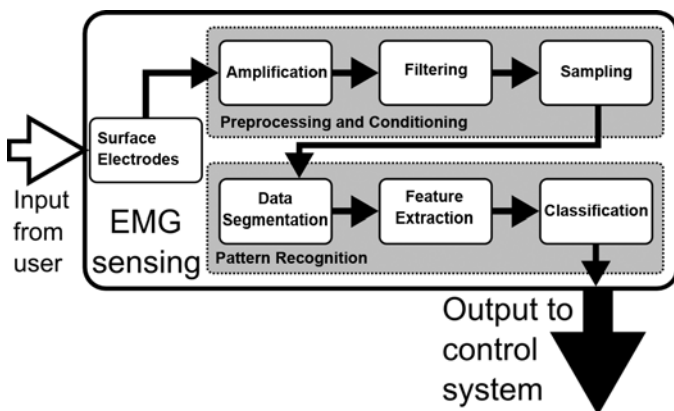 Amplification
Filtering
Sampling
Preprocessing and Conditioning
Surface
Electrodes
Input
from
user
EMG
sensing
Data
Segmentation
Feature
Extraction
Classification
Pattern Recognition
Output to
control
system